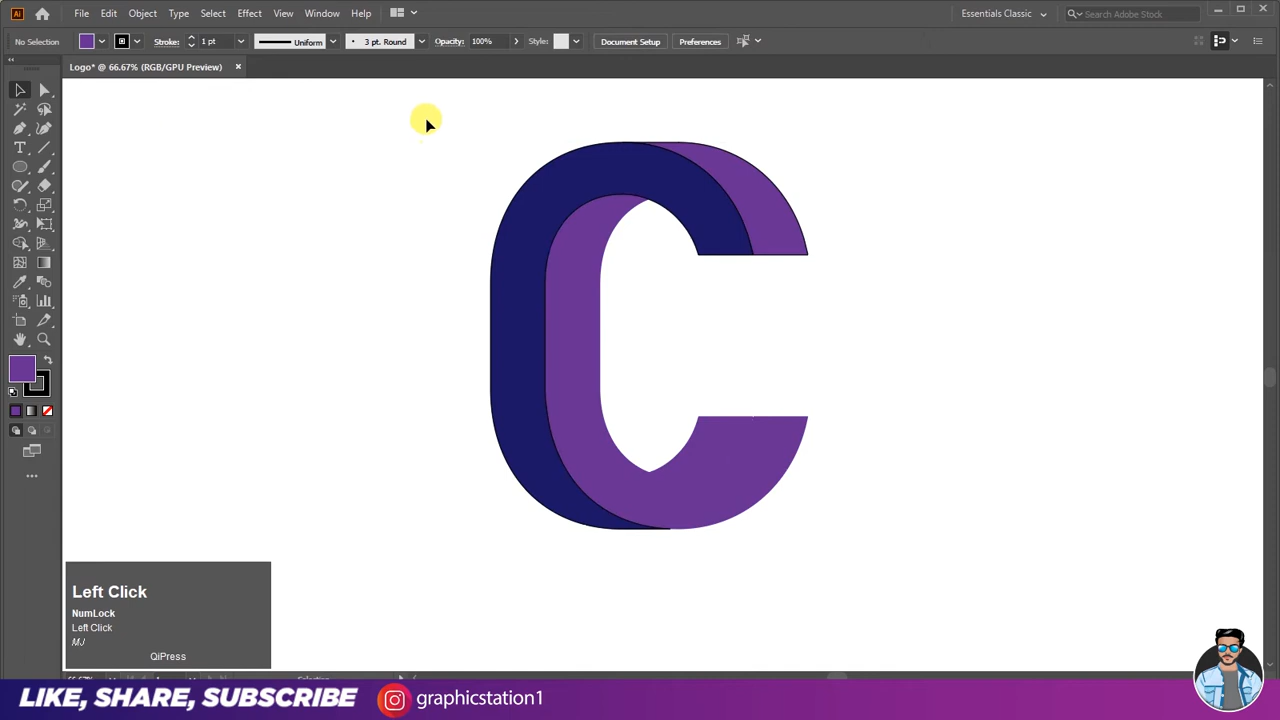 Ai File Edit Object Type Select Effect View Window Help Essentials Classic Search Adobe Stock
No Selection Stroke: 1 pt Uniform 3 pt. Round Opacity: 100% Style: Document Setup Preferences
Logo* @ 66.67% (RGB/GPU Preview)
C
Left Click
NumLock
Left Click
MJ
QiPress
LIKE, SHARE, SUBSCRIBE graphicstation1